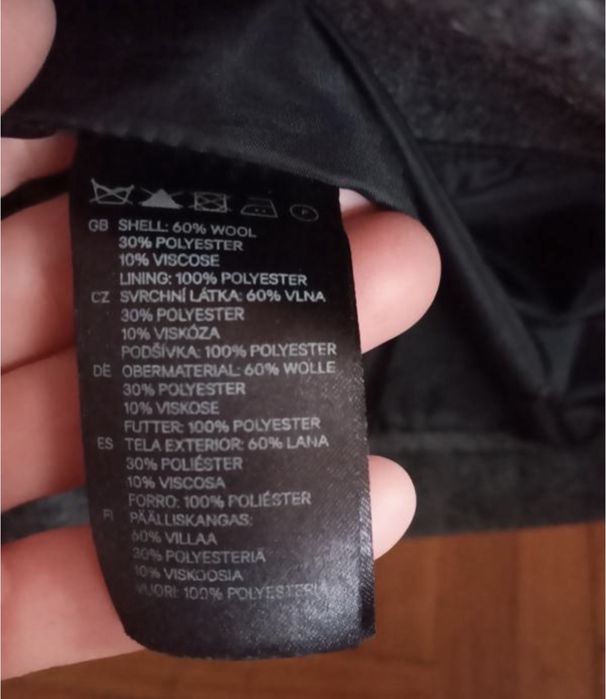 P
GB SHELL: 60% WOOL
30% POLYESTER
10% VISCOSE
LINING: 100% POLYESTER
CZ SVRCHNÍ LÁTKA: 60% VLNA
30% POLYESTER
10% VISKÓZA
PODŠÍVKA: 100% POLYESTER
DE OBERMATERIAL: 60% WOLLE
30% POLYESTER
10% VISKOSE
FUTTER: 100% POLYESTER
ES TELA EXTERIOR: 60% LANA
30% POLIÉSTER
10% VISCOSA
FORRO: 100% POLIÉSTER
FI PÄÄLLISKANGAS:
60% VILLAA
30% POLYESTERIÄ
10% VISKOOSIA
VUORI: 100% POLYESTERIÄ